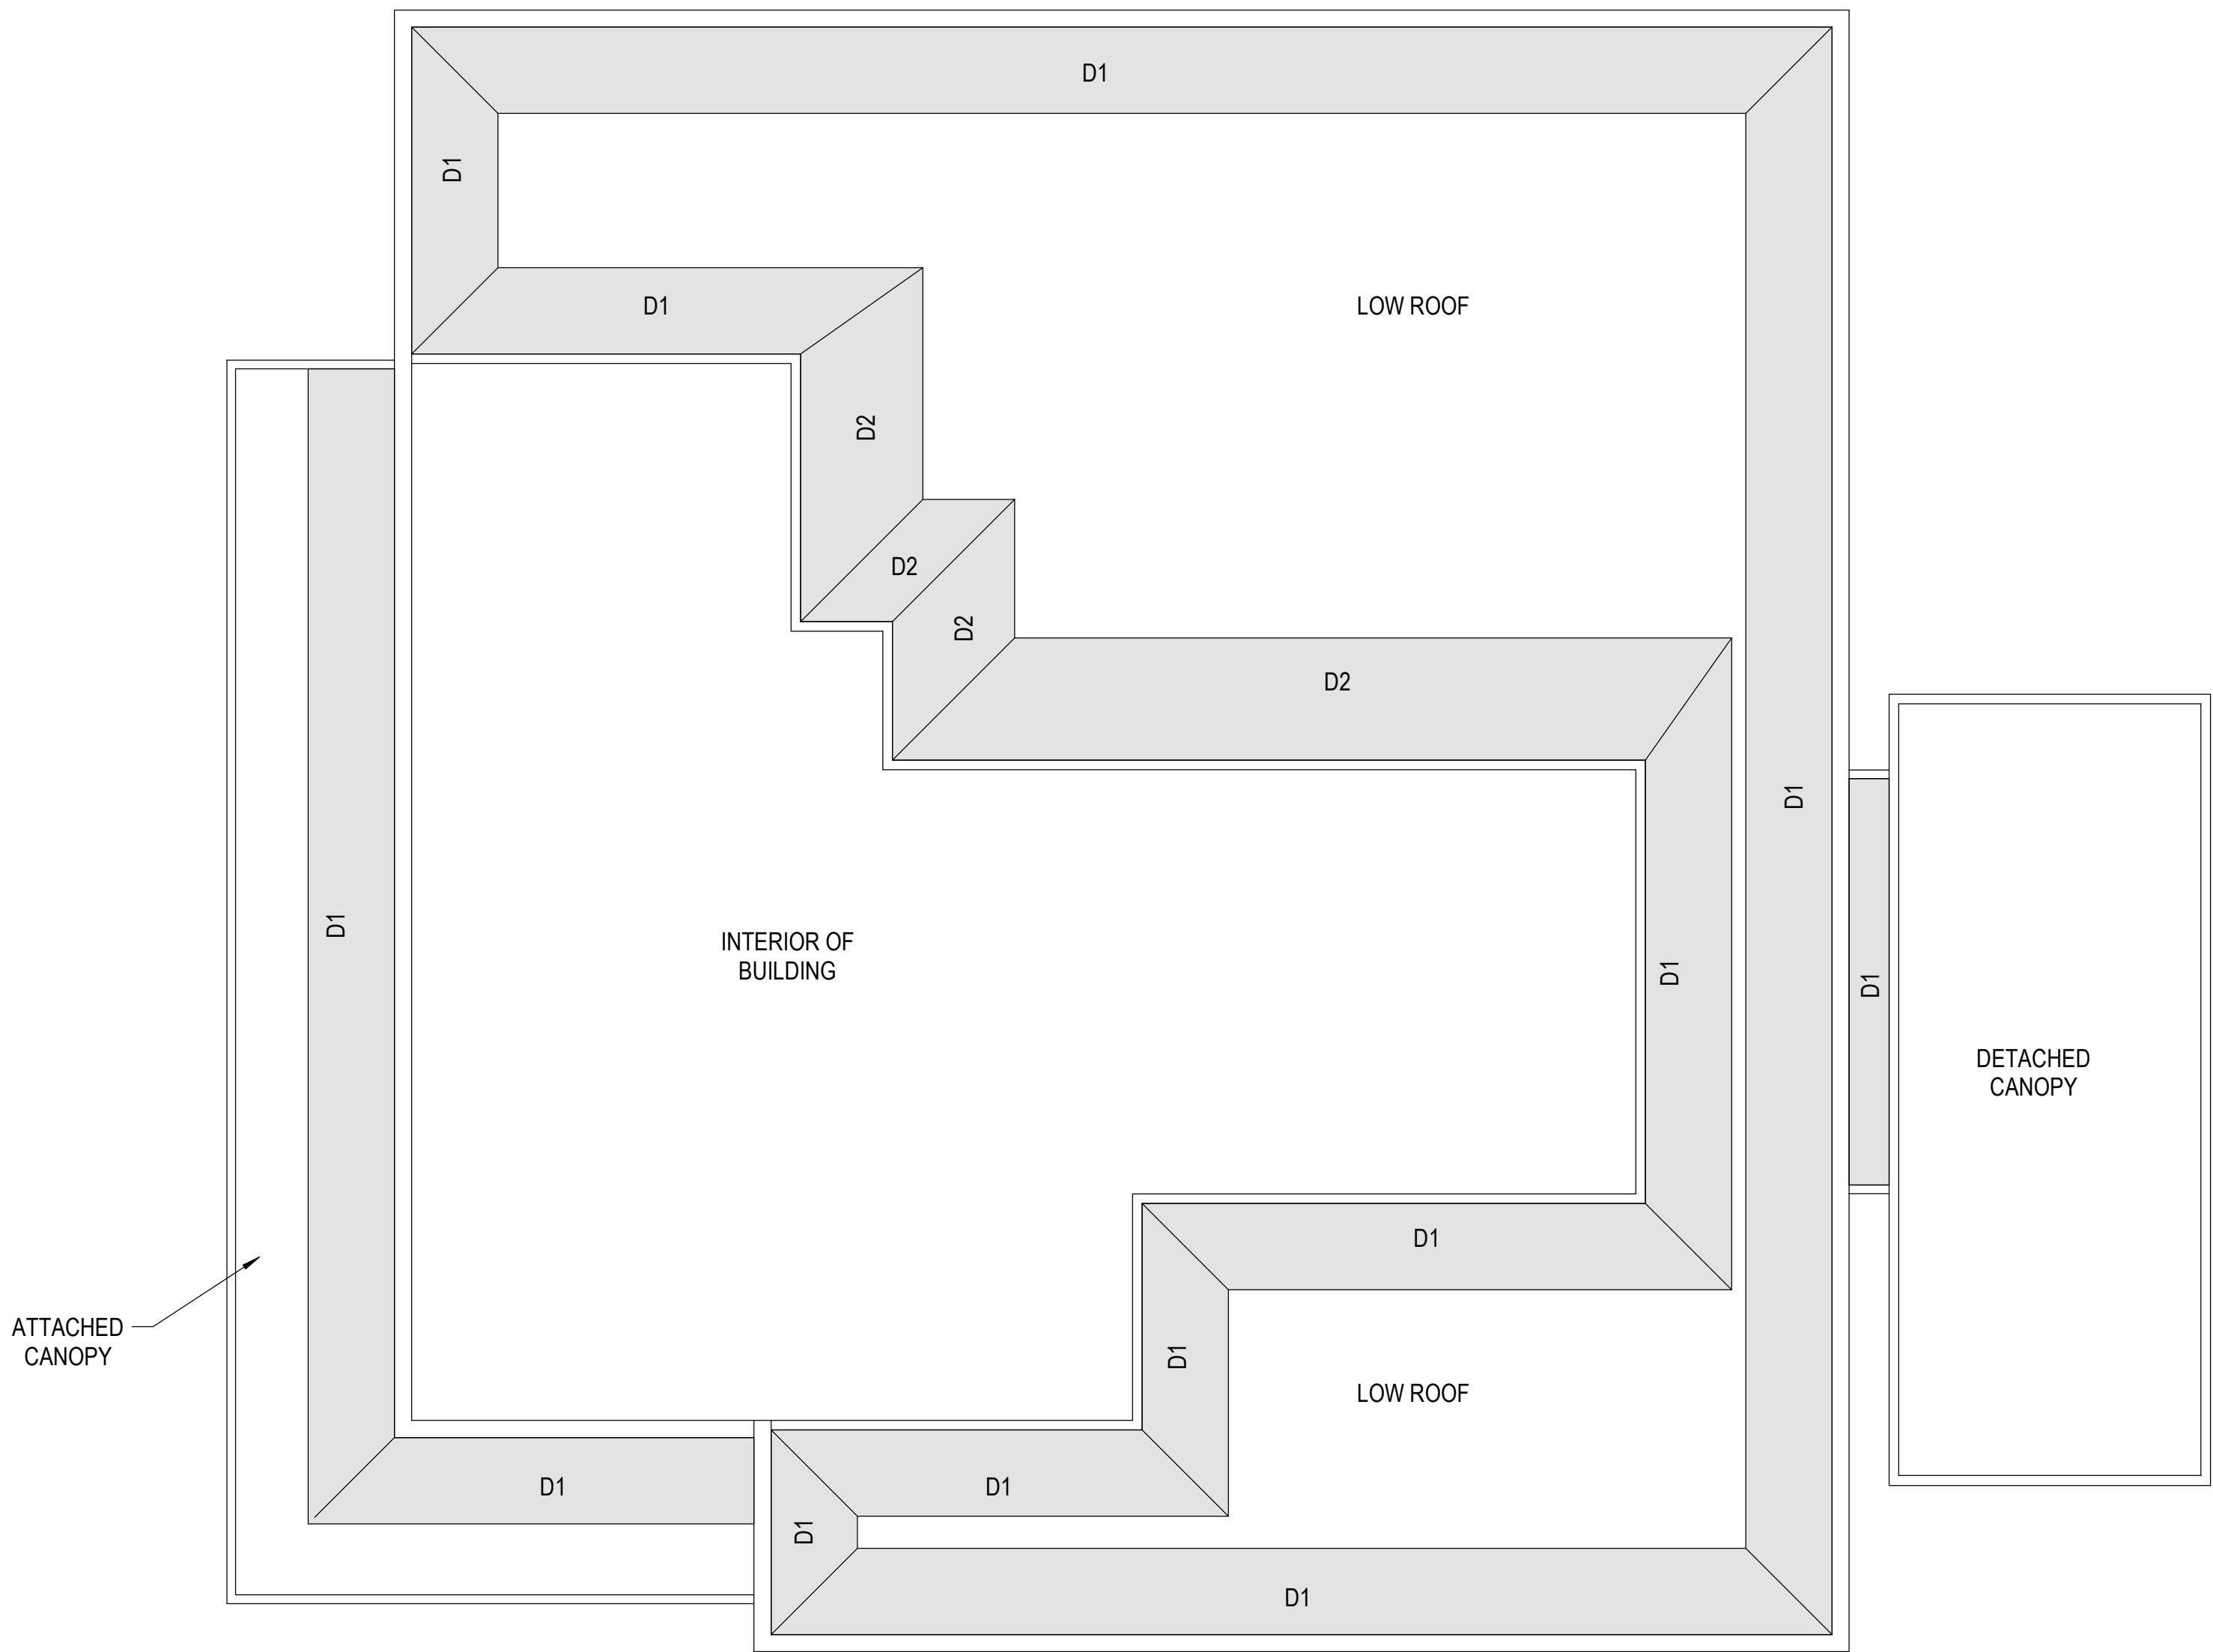 D1
D1
D1
LOW ROOF
D2
D2
D2
D2
D1
D1
INTERIOR OF
BUILDING
D1
D1
DETACHED
CANOPY
D1
ATTACHED
CANOPY
D1
LOW ROOF
D1
D1
D1
D1